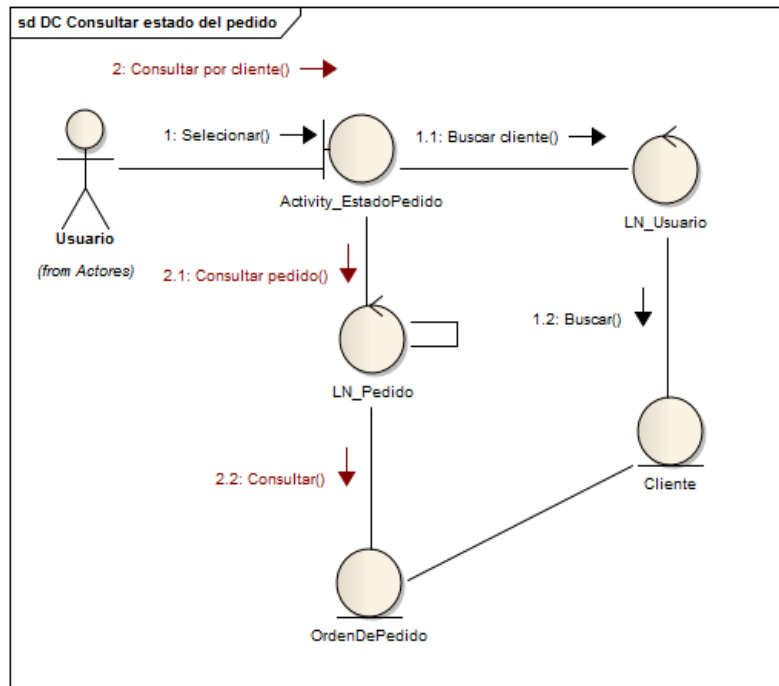 sd DC Consultar estado del pedido
2: Consultar por cliente()
1: Selecionar()
1.1: Buscar cliente()
Activity_EstadoPedido
LN_Usuario
Usuario
(from Actores)
2.1: Consultar pedido()
1.2: Buscar()
LN_Pedido
2.2: Consultar()
Cliente
OrdenDePedido